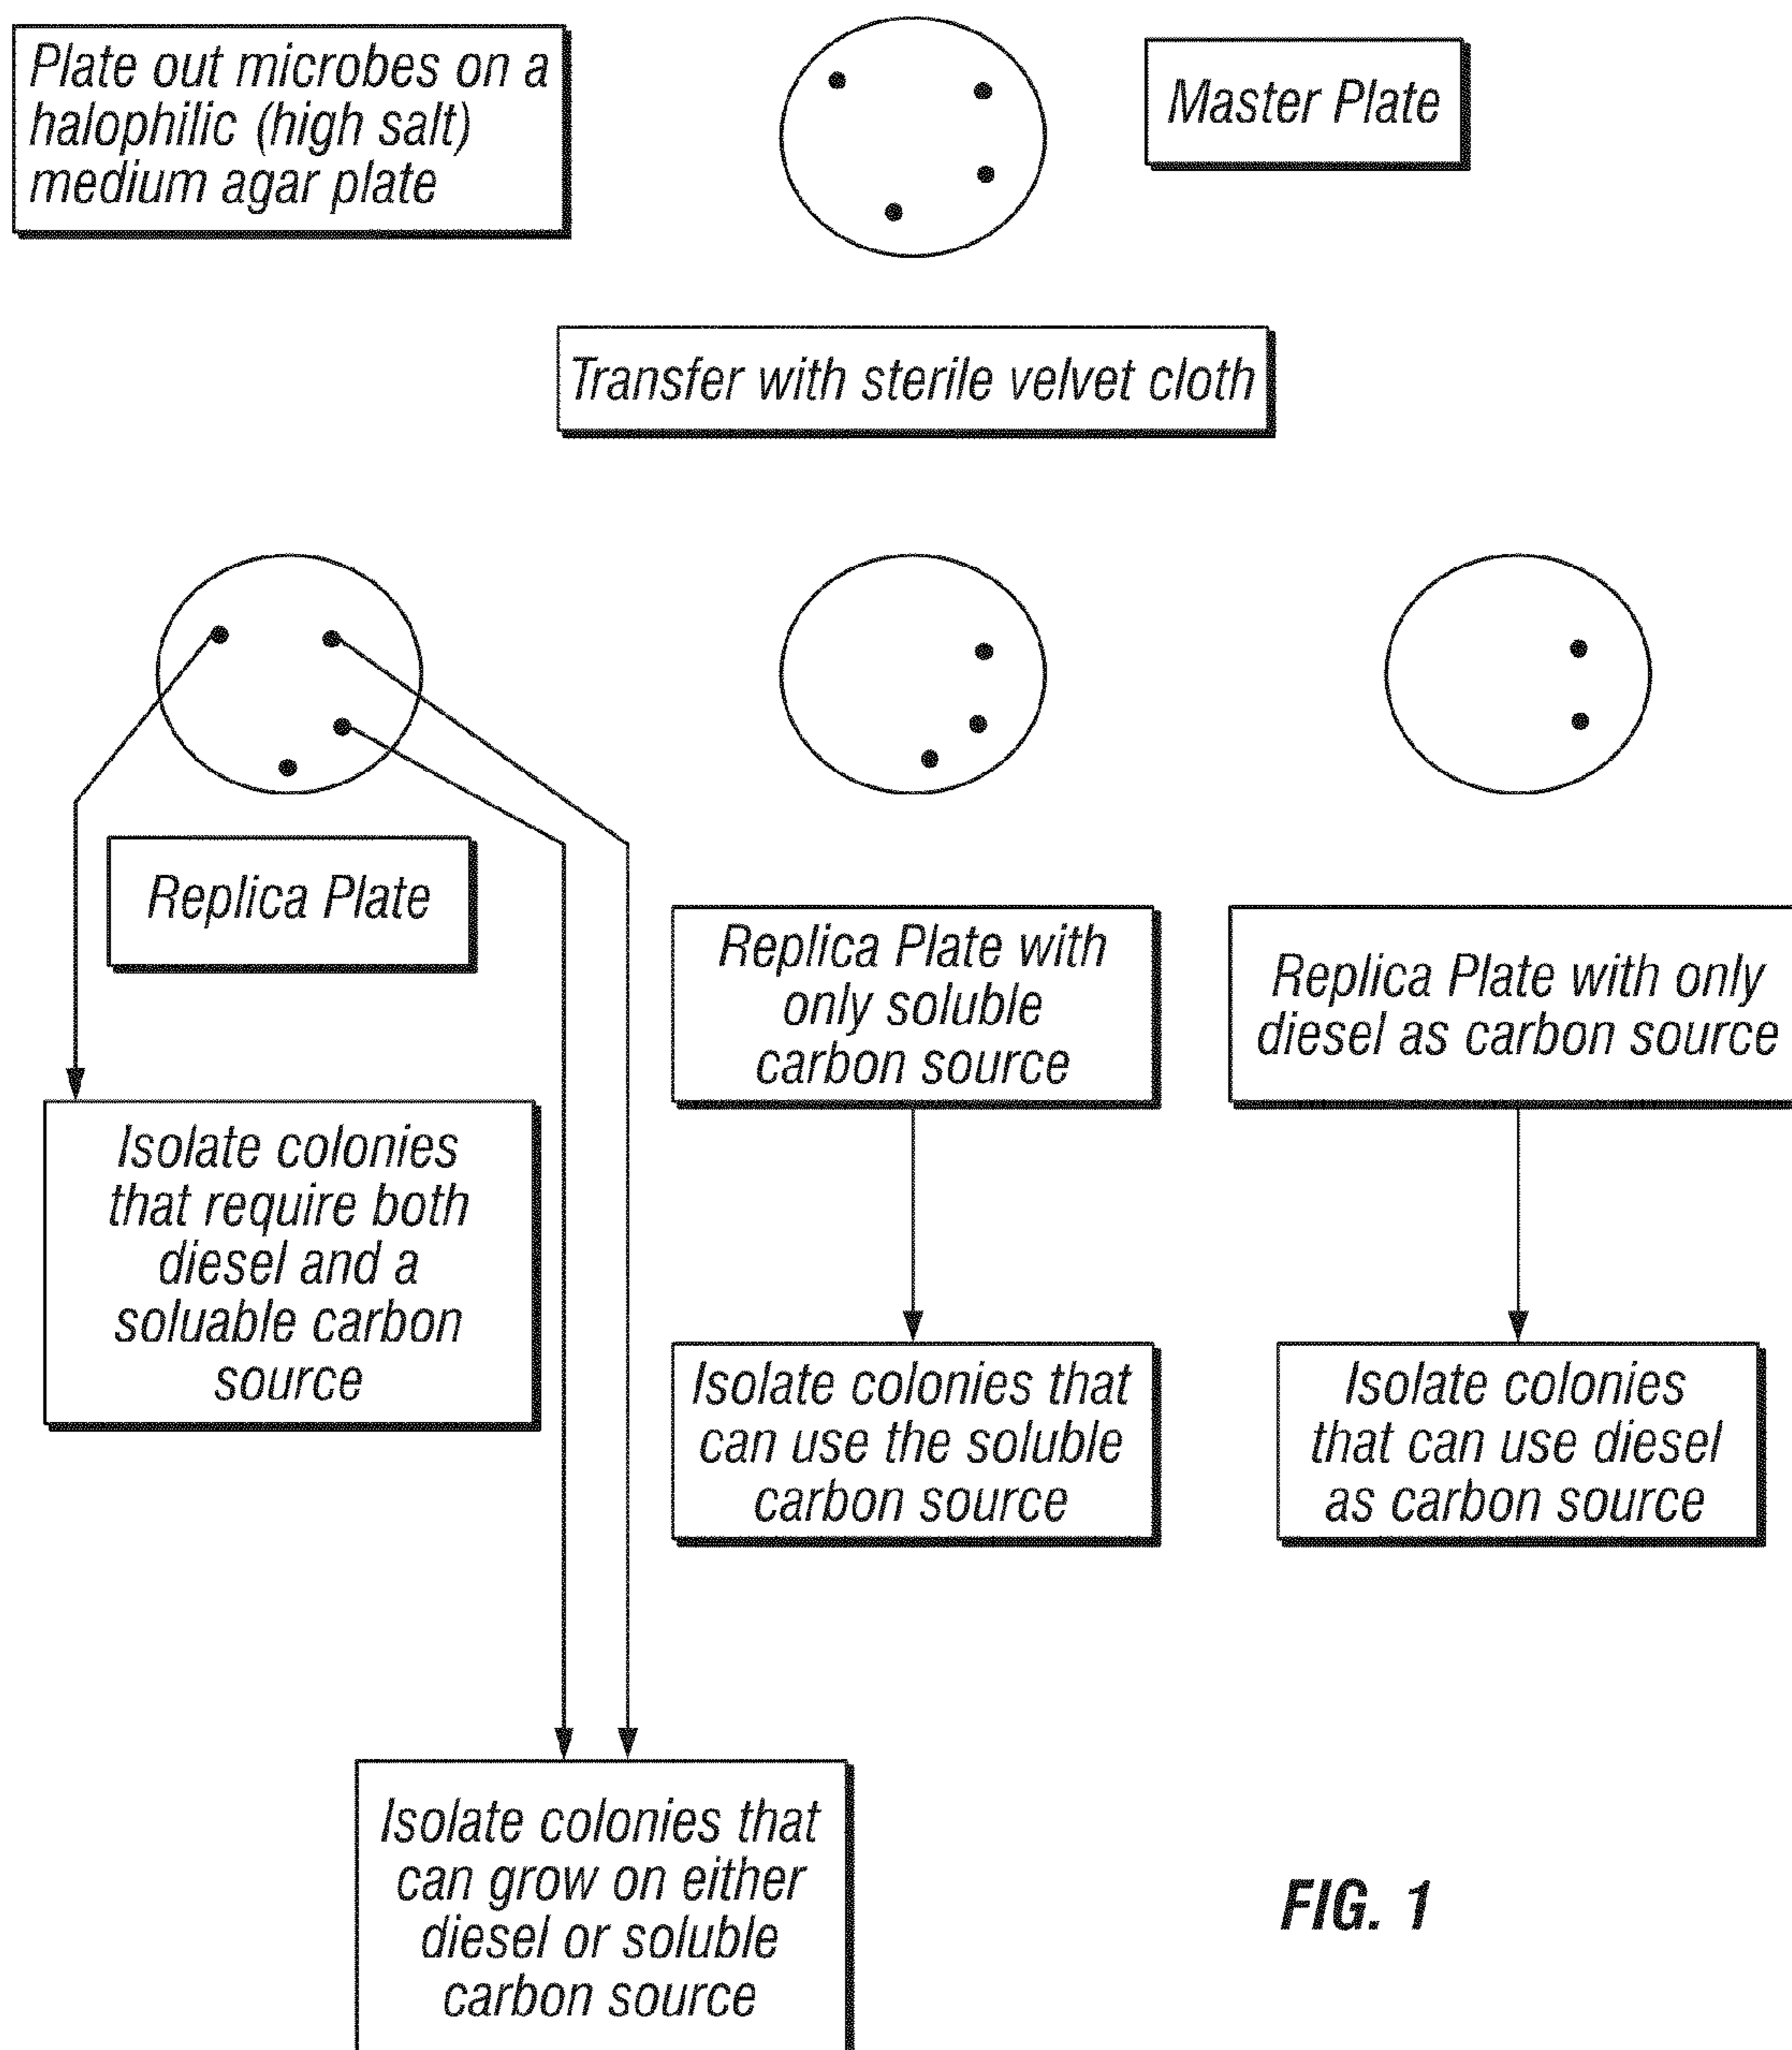 Plate out microbes on a
halophilic (high salt)
medium agar plate
Master Plate
Transfer with sterile velvet cloth
Replica Plate
Replica Plate with
only soluble
carbon source
Replica Plate with only
diesel as carbon source
Isolate colonies
that require both
diesel and a
soluable carbon
source
Isolate colonies that
can use the soluble
carbon source
Isolate colonies
that can use diesel
as carbon source
Isolate colonies that
can grow on either
diesel or soluble
carbon source
FIG. 1